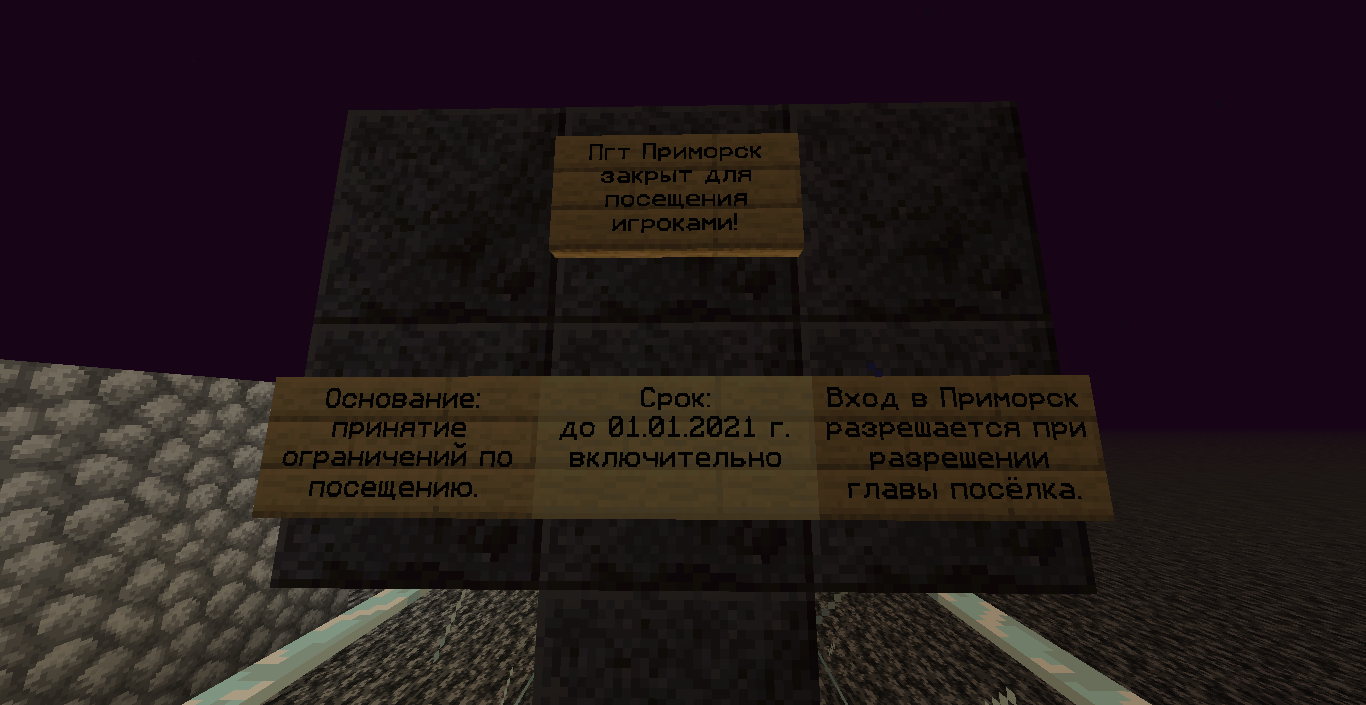 Пгт Приморск
закрыт для
посещения
игроками!
Основание:
принятие
ограничений по
посещению.
Срок:
до 01.01.2021 г.
включительно
Вход в Приморск
разрешается при
разрешении
главы посёлка.